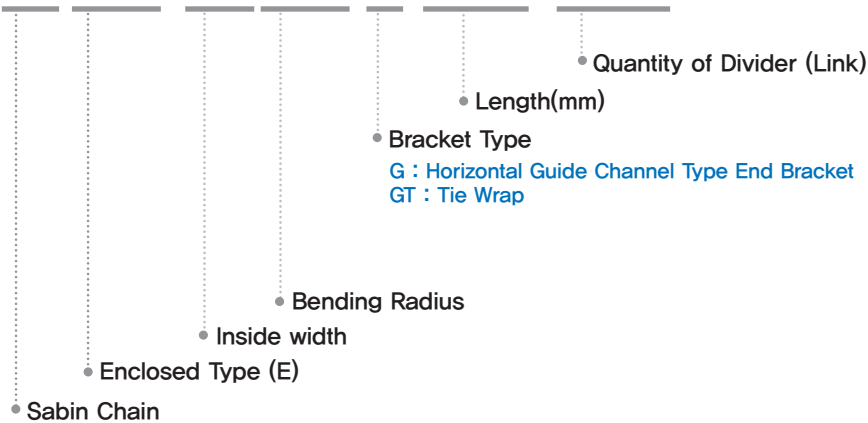 Quantity of Divider (Link)
Length(mm)
Bracket Type
G : Horizontal Guide Channel Type End Bracket
GT : Tie Wrap
Bending Radius
Inside width
Enclosed Type (E)
Sabin Chain